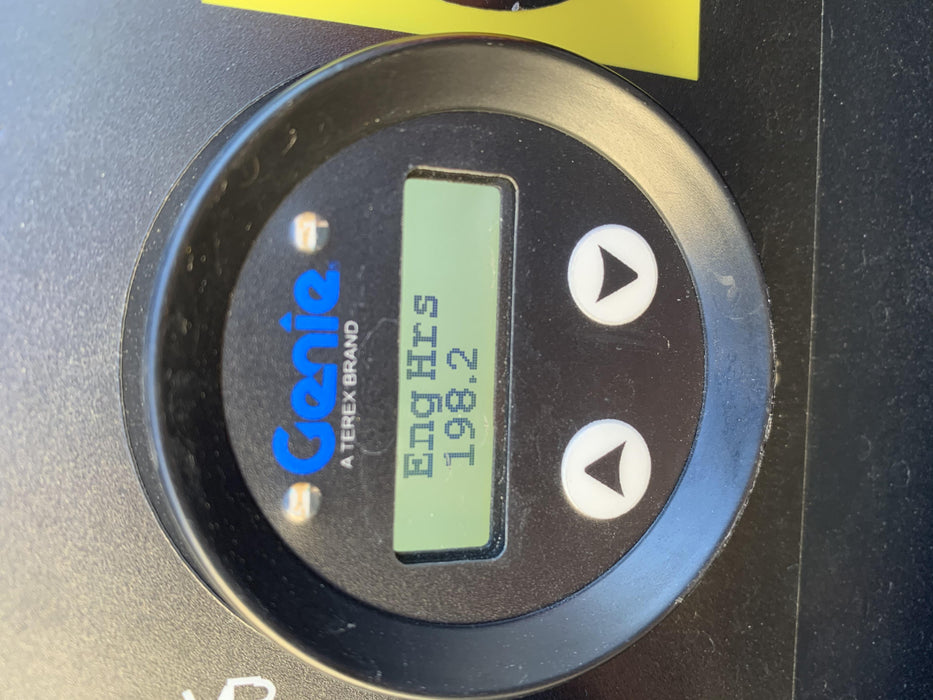 Genie
A TEREX BRAND
Eng Hrs
198.2